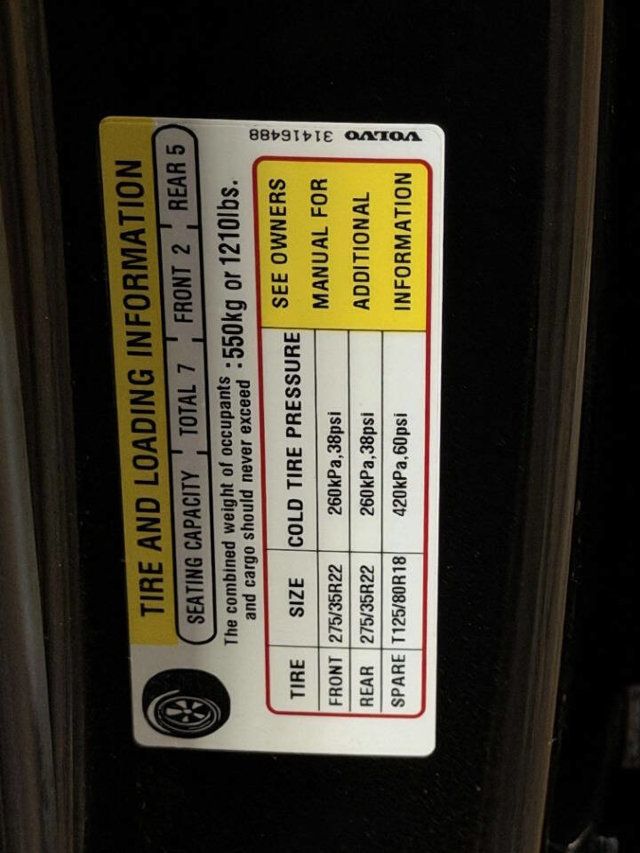 TIRE AND LOADING INFORMATION
SEATING CAPACITY TOTAL 7 FRONT 2 REAR 5
The combined weight of occupants
and cargo should never exceed : 550kg or 1210lbs.
TIRE SIZE COLD TIRE PRESSURE
FRONT 275/35R22 260kPa,38psi
REAR 275/35R22 260kPa,38psi
SPARE T125/80R18 420kPa,60psi
SEE OWNERS
MANUAL FOR
ADDITIONAL
INFORMATION
VOLVO 31416488